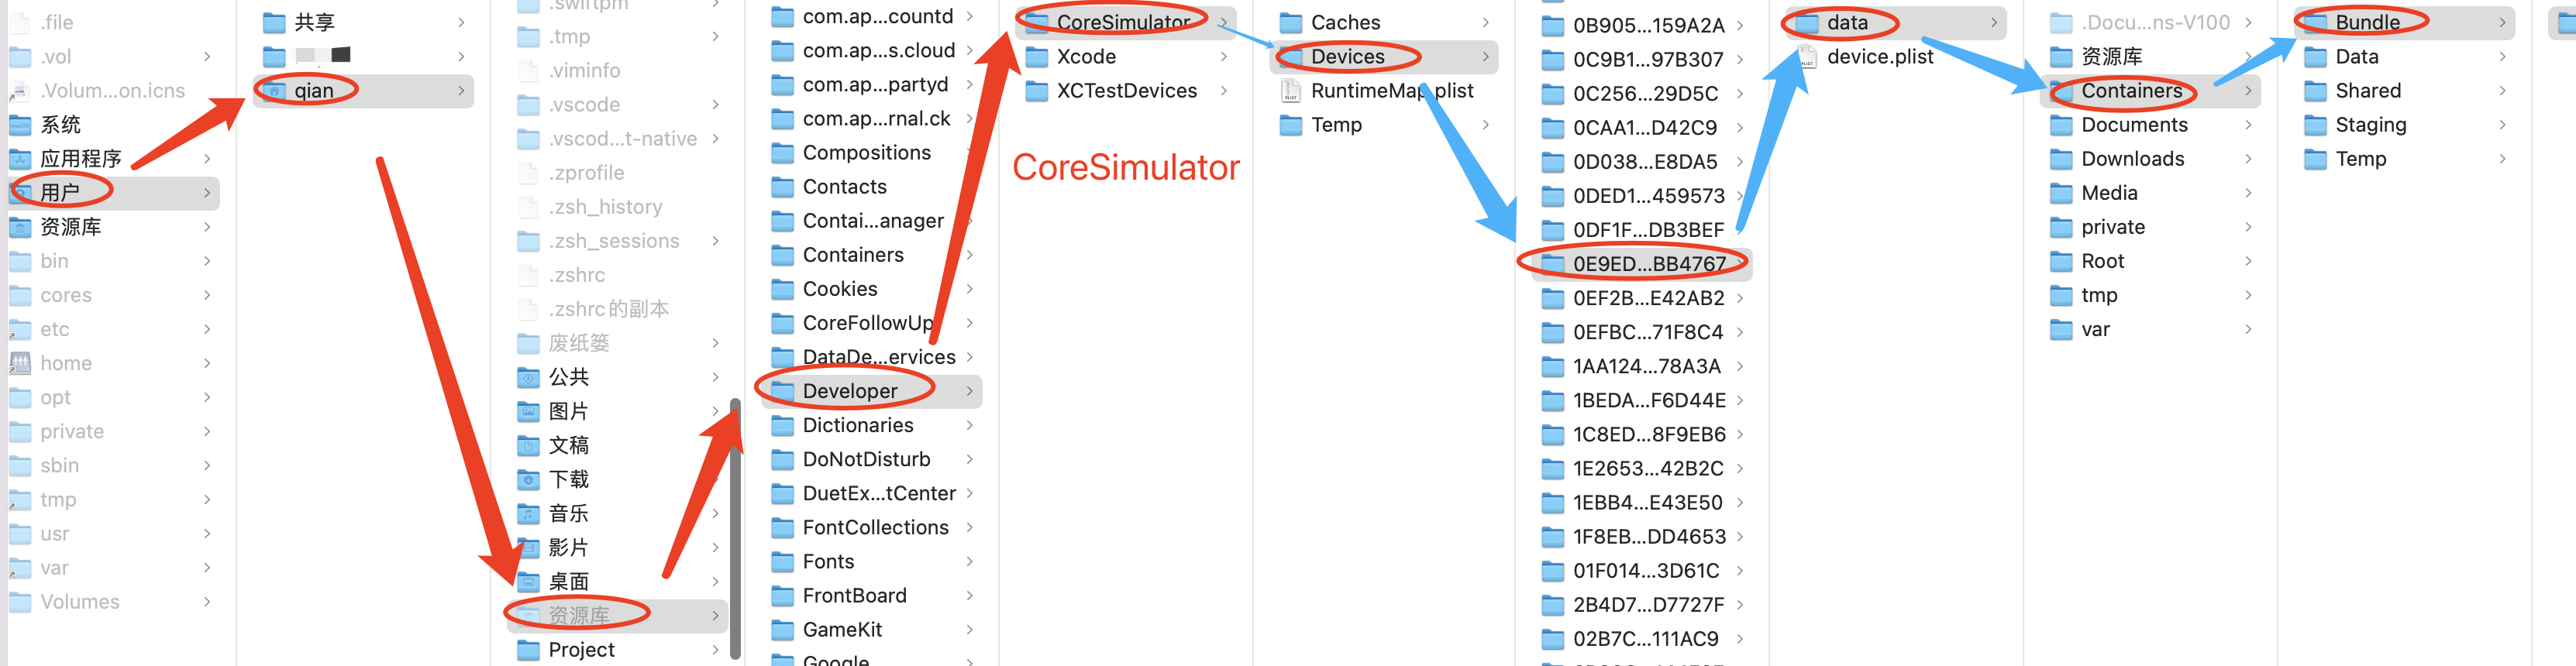 .file
.vol
.Volum...on.icns
系统
应用程序
用户
资源库
bin
cores
etc
home
opt
private
sbin
tmp
usr
var
Volumes
共享
qian
.swiftpm
.tmp
.viminfo
.vscode
.vscod...t-native
.zprofile
.zsh_history
.zsh_sessions
.zshrc
.zshrc的副本
废纸篓
公共
图片
文稿
下载
音乐
影片
桌面
资源库
Project
com.ap...countd
com.ap...s.cloud
com.ap...partyd
com.ap...rnal.ck
Compositions
Contacts
Contai...anager
Containers
Cookies
CoreFollowUp
DataDe...ervices
Developer
Dictionaries
DoNotDisturb
DuetEx...tCenter
FontCollections
Fonts
FrontBoard
GameKit
Google
CoreSimulator
Xcode
XCTestDevices
CoreSimulator
Caches
Devices
RuntimeMap.plist
Temp
0B905...159A2A
0C9B1...97B307
0C256...29D5C
0CAA1...D42C9
0D038...E8DA5
0DED1...459573
0DF1F...DB3BEF
0E9ED...BB4767
0EF2B...E42AB2
0EFBC...71F8C4
1AA124...78A3A
1BEDA...F6D44E
1C8ED...8F9EB6
1E2653...42B2C
1EBB4...E43E50
1F8EB...DD4653
01F014...3D61C
2B4D7...D7727F
02B7C...111AC9
data
device.plist
.Docu...ns-V100
资源库
Containers
Documents
Downloads
Media
private
Root
tmp
var
Bundle
Data
Shared
Staging
Temp